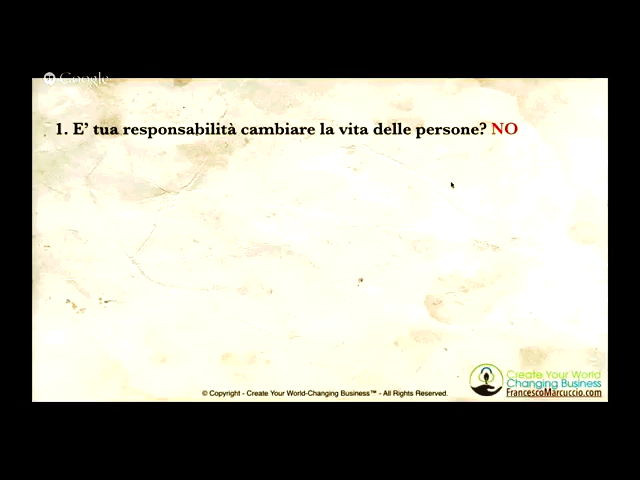 Google
1. E' tua responsabilità cambiare la vita delle persone? NO
Create Your World
Changing Business
FrancescoMarcuccio.com
© Copyright - Create Your World-Changing Business™ - All Rights Reserved.